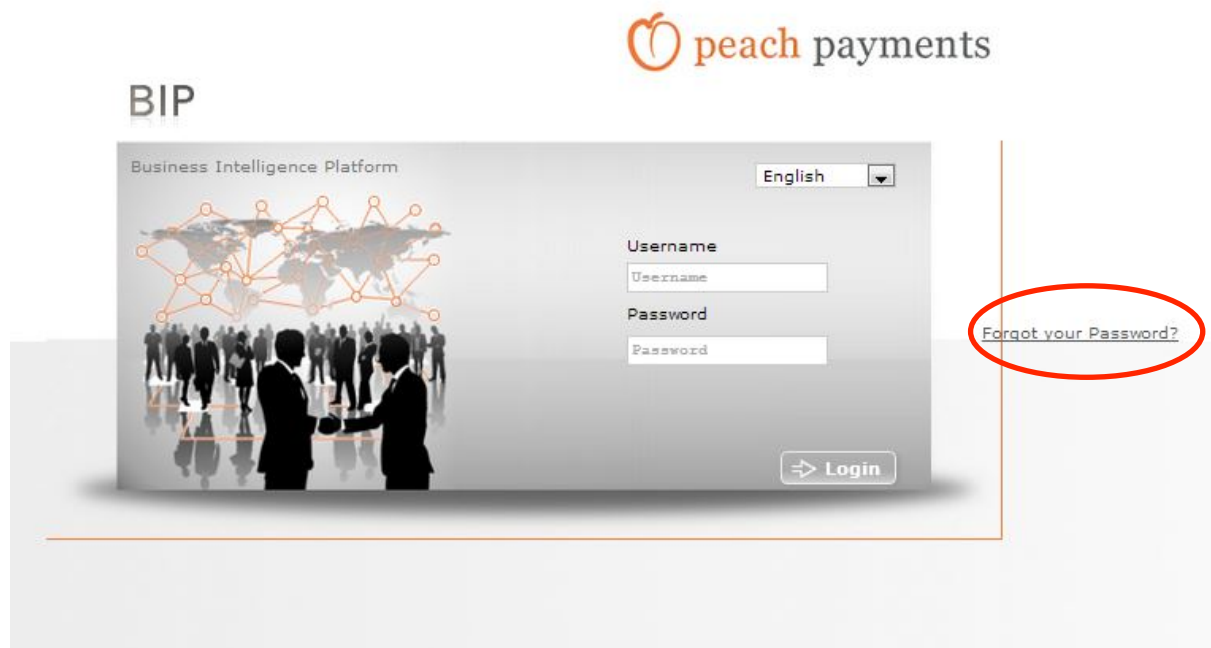 peach payments
BIP
Business Intelligence Platform
English
Username
Username
Password
Forgot your Password?
Password
Login